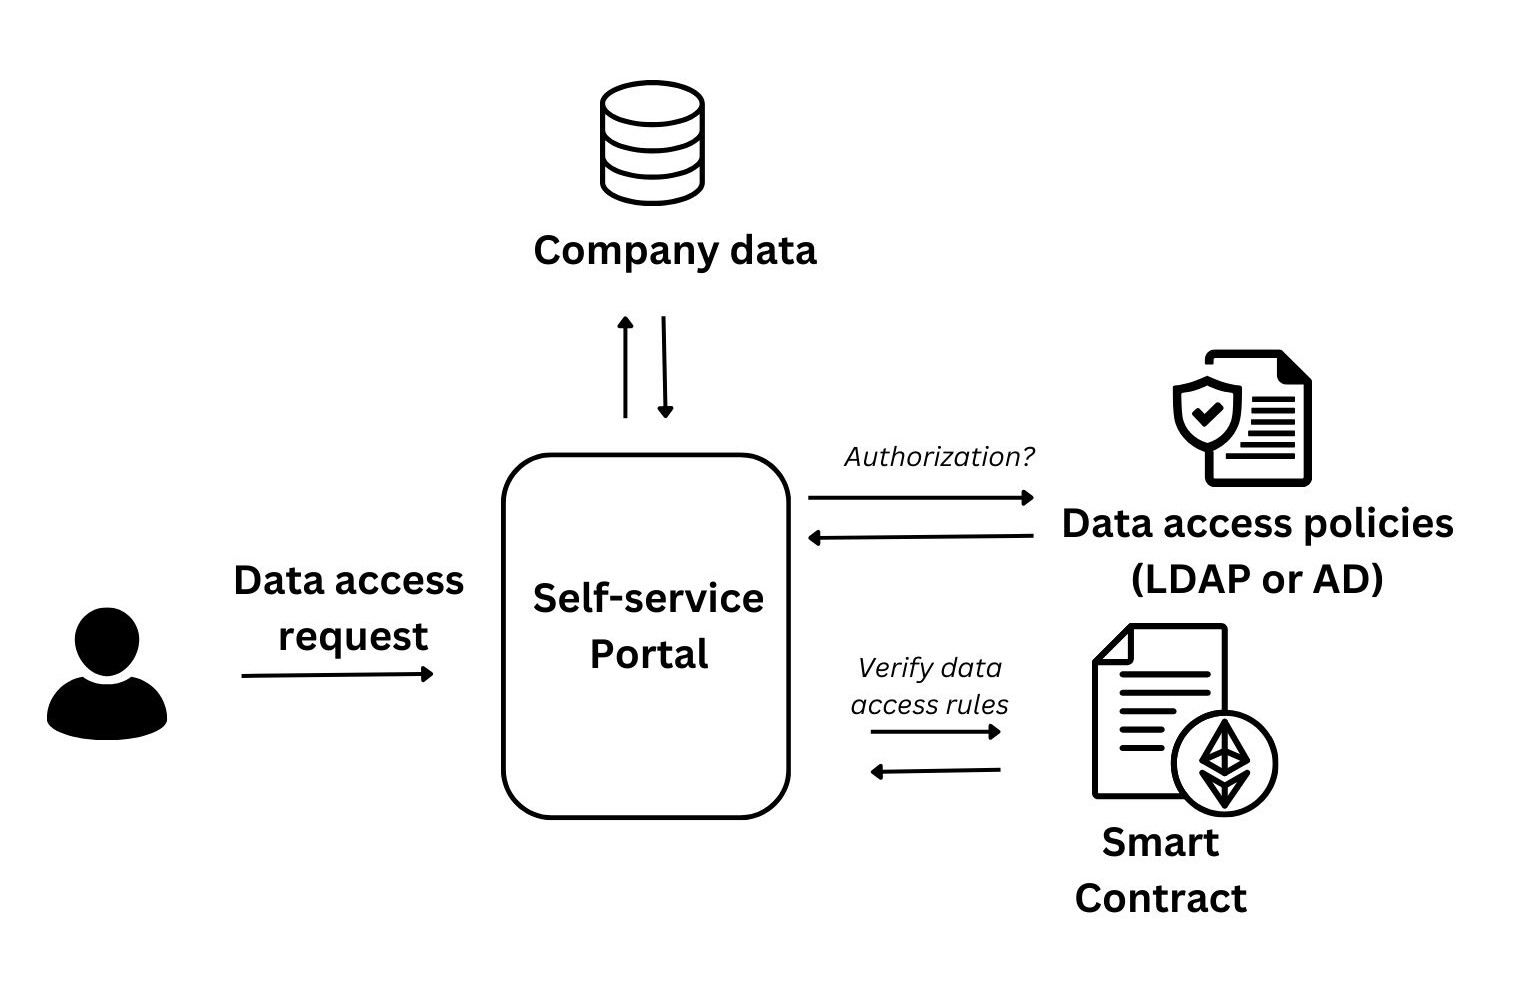 Company data
Authorization?
Data access policies
(LDAP or AD)
Data access
request
Self-service
Portal
Verify data
access rules
Smart
Contract